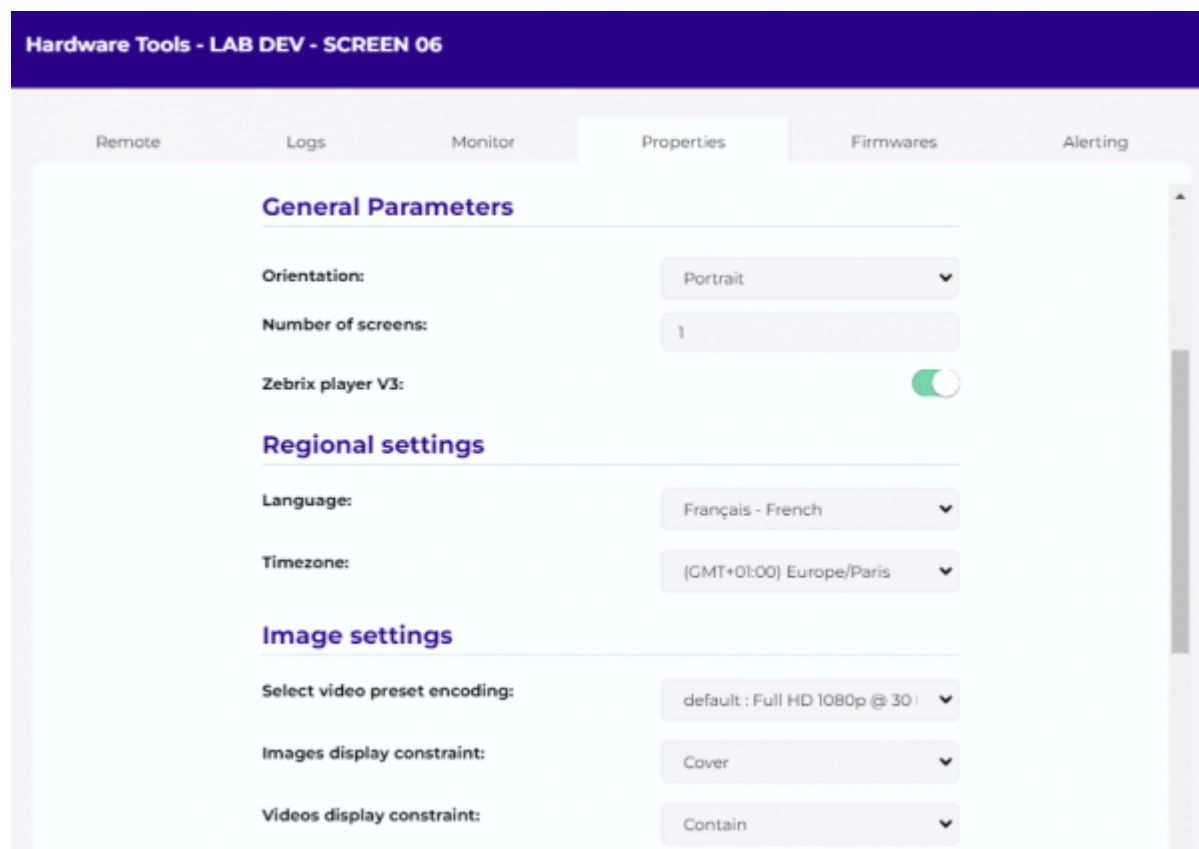 Hardware Tools - LAB DEV - SCREEN 06
Remote Logs Monitor Properties Firmwares Alerting
General Parameters
Orientation: Portrait
Number of screens: 1
Zebrix player V3:
Regional settings
Language: Français - French
Timezone: (GMT+01:00) Europe/Paris
Image settings
Select video preset encoding: default : Full HD 1080p @ 30
Images display constraint: Cover
Videos display constraint: Contain